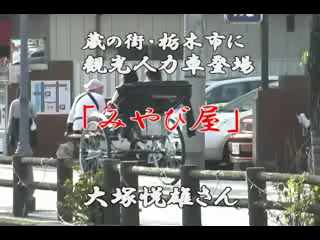 蔵の街・栃木市に
観光人力車登場
「みやび屋」
大塚悦雄さん